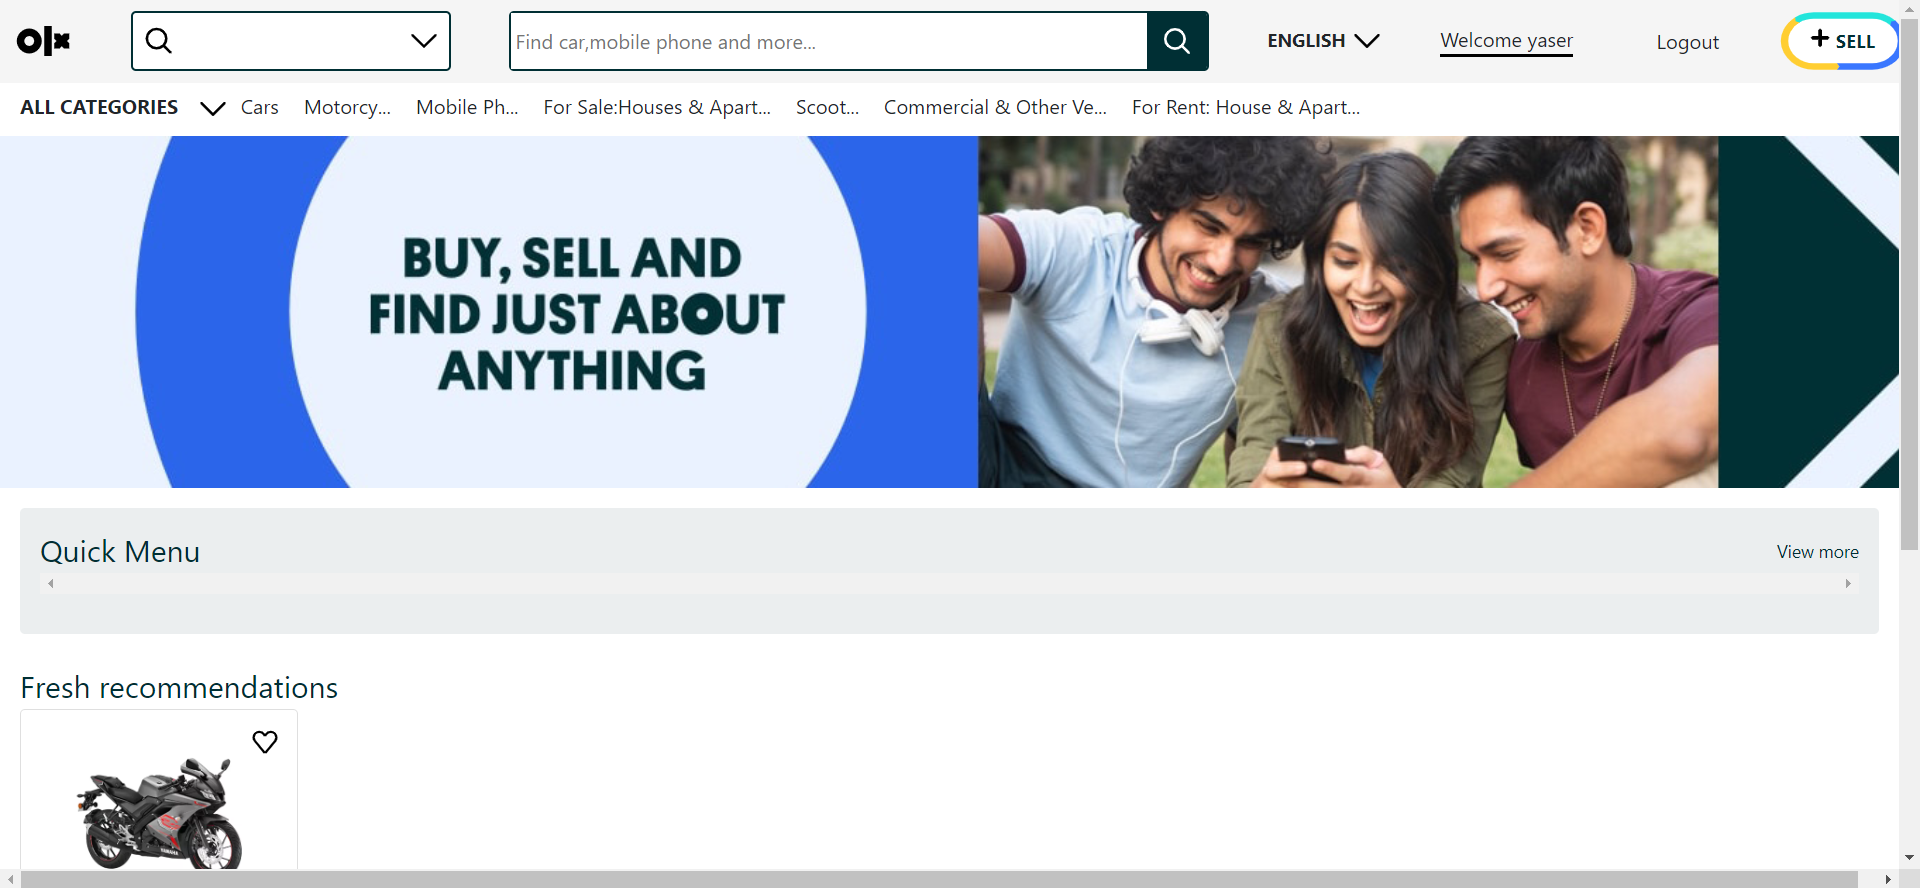 olx
Find car,mobile phone and more...
ENGLISH
Welcome yaser
Logout
+ SELL
ALL CATEGORIES
Cars
Motorcy...
Mobile Ph...
For Sale:Houses & Apart...
Scoot...
Commercial & Other Ve...
For Rent: House & Apart...
BUY, SELL AND
FIND JUST ABOUT
ANYTHING
Quick Menu
View more
Fresh recommendations
YAMAHA